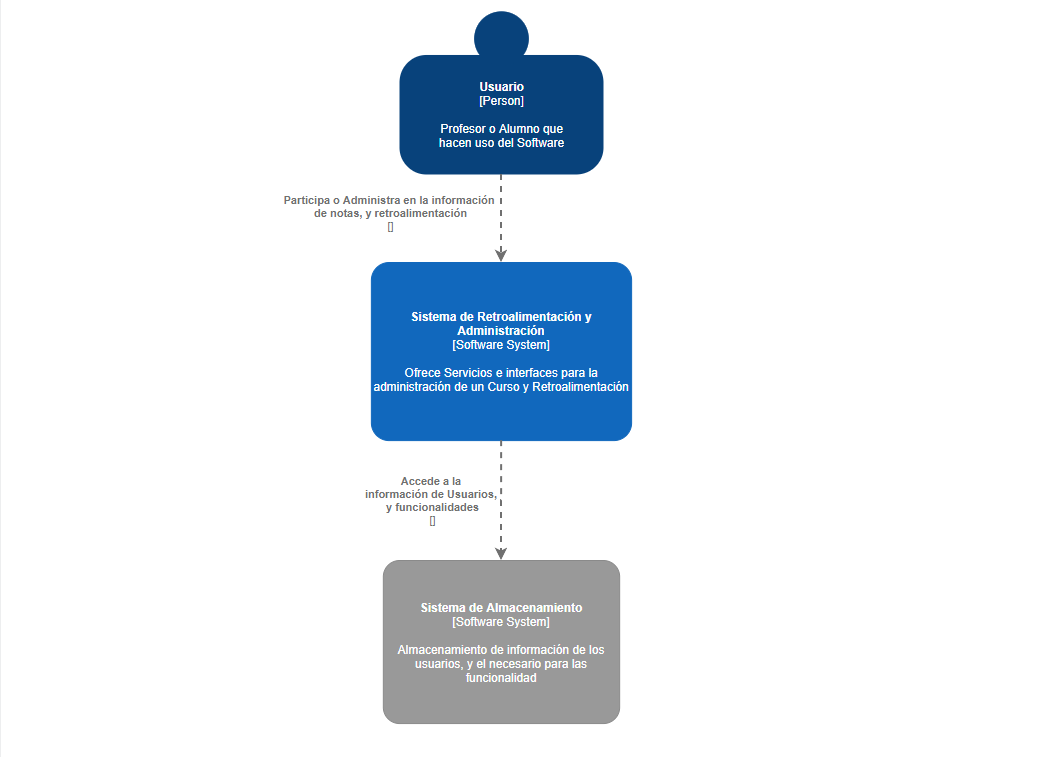 Usuario
[Person]
Profesor o Alumno que
hacen uso del Software
Participa o Administra en la información
de notas, y retroalimentación
[]
Sistema de Retroalimentación y
Administración
[Software System]
Ofrece Servicios e interfaces para la
administración de un Curso y Retroalimentación
Accede a la
información de Usuarios,
y funcionalidades
[]
Sistema de Almacenamiento
[Software System]
Almacenamiento de información de los
usuarios, y el necesario para las
funcionalidad